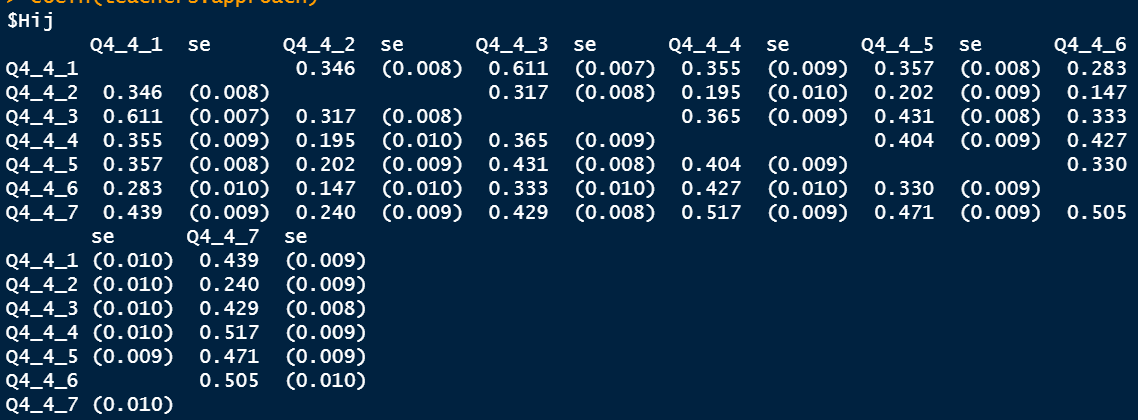 > coefH(teachers.approach)
$Hij
       Q4_4_1  se      Q4_4_2  se      Q4_4_3  se      Q4_4_4  se      Q4_4_5  se      Q4_4_6
Q4_4_1                  0.346  (0.008)  0.611  (0.007)  0.355  (0.009)  0.357  (0.008)  0.283
Q4_4_2  0.346  (0.008)                  0.317  (0.008)  0.195  (0.010)  0.202  (0.009)  0.147
Q4_4_3  0.611  (0.007)  0.317  (0.008)                  0.365  (0.009)  0.431  (0.008)  0.333
Q4_4_4  0.355  (0.009)  0.195  (0.010)  0.365  (0.009)                  0.404  (0.009)  0.427
Q4_4_5  0.357  (0.008)  0.202  (0.009)  0.431  (0.008)  0.404  (0.009)                  0.330
Q4_4_6  0.283  (0.010)  0.147  (0.010)  0.333  (0.010)  0.427  (0.010)  0.330  (0.009)
Q4_4_7  0.439  (0.009)  0.240  (0.009)  0.429  (0.008)  0.517  (0.009)  0.471  (0.009)  0.505
       se      Q4_4_7  se
Q4_4_1 (0.010)  0.439  (0.009)
Q4_4_2 (0.010)  0.240  (0.009)
Q4_4_3 (0.010)  0.429  (0.008)
Q4_4_4 (0.010)  0.517  (0.009)
Q4_4_5 (0.009)  0.471  (0.009)
Q4_4_6          0.505  (0.010)
Q4_4_7 (0.010)